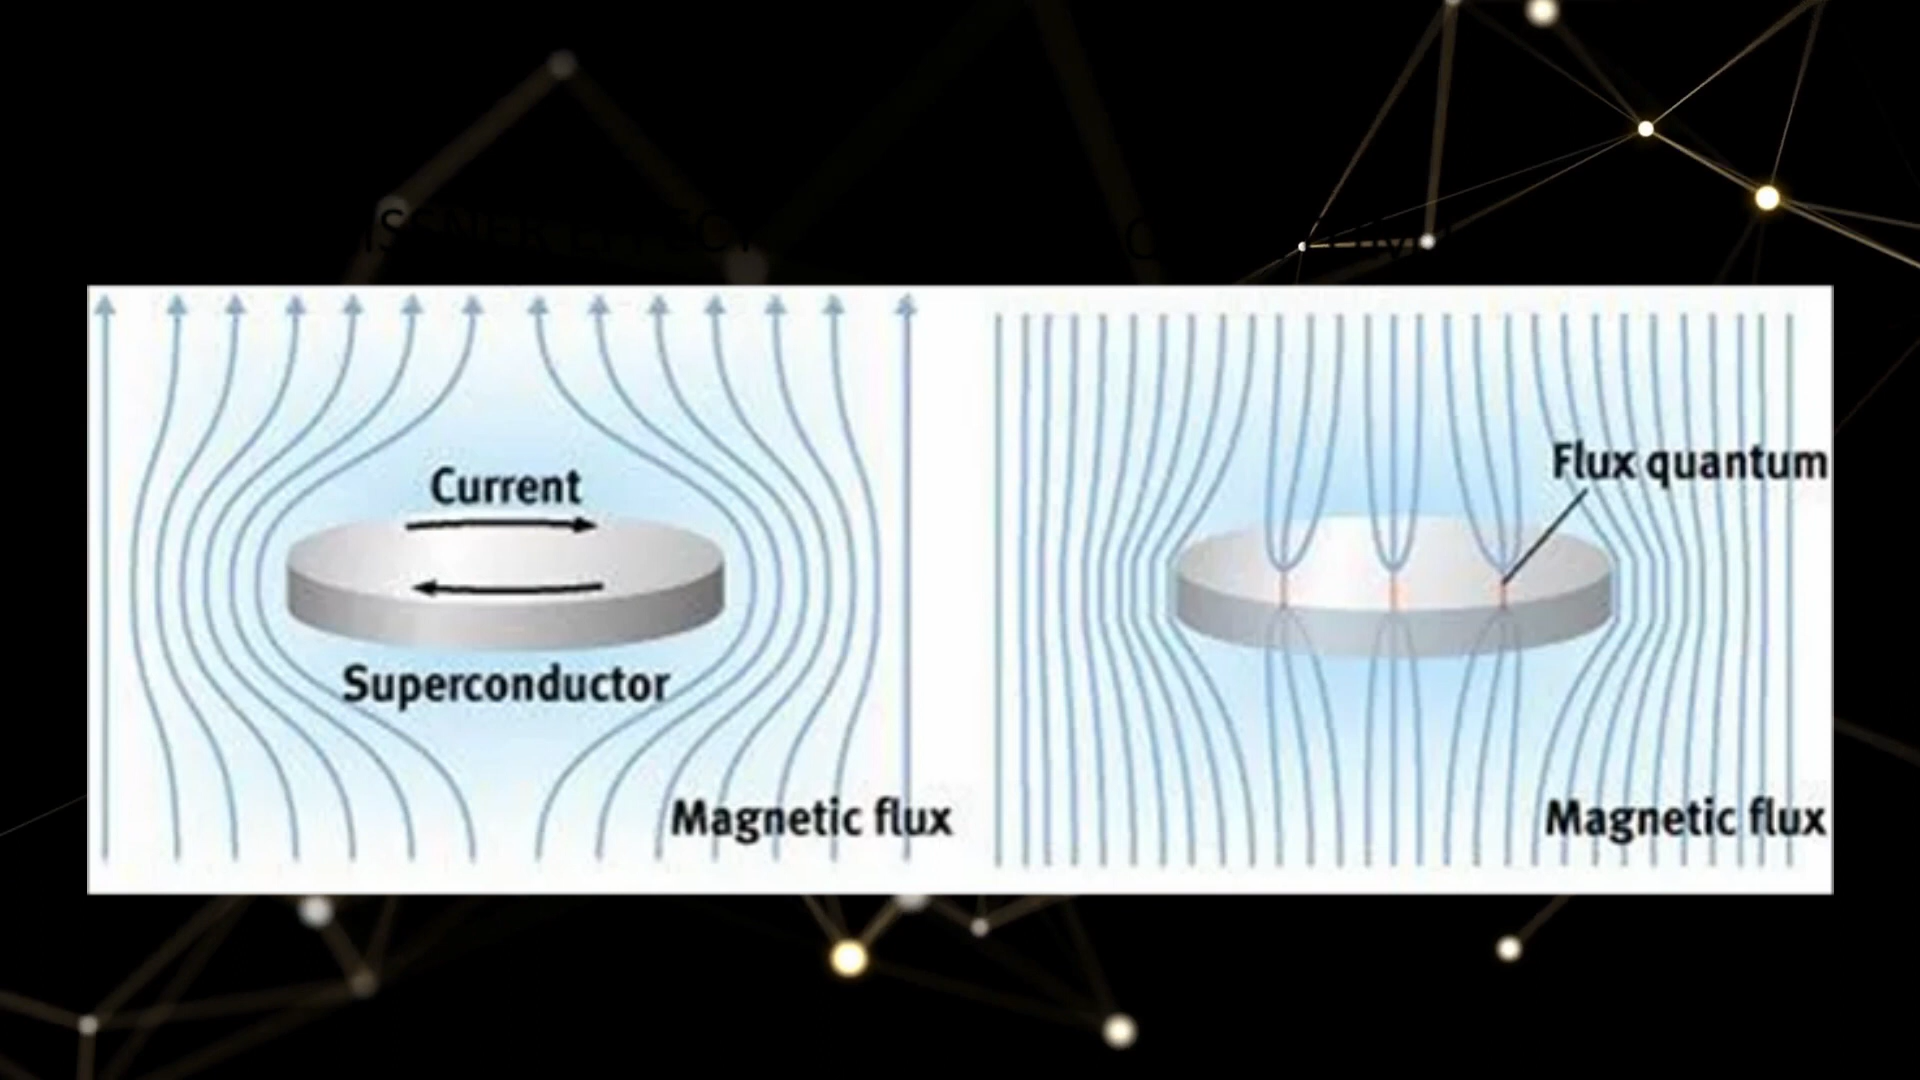 Current
Superconductor
Magnetic flux
Flux quantum
Magnetic flux